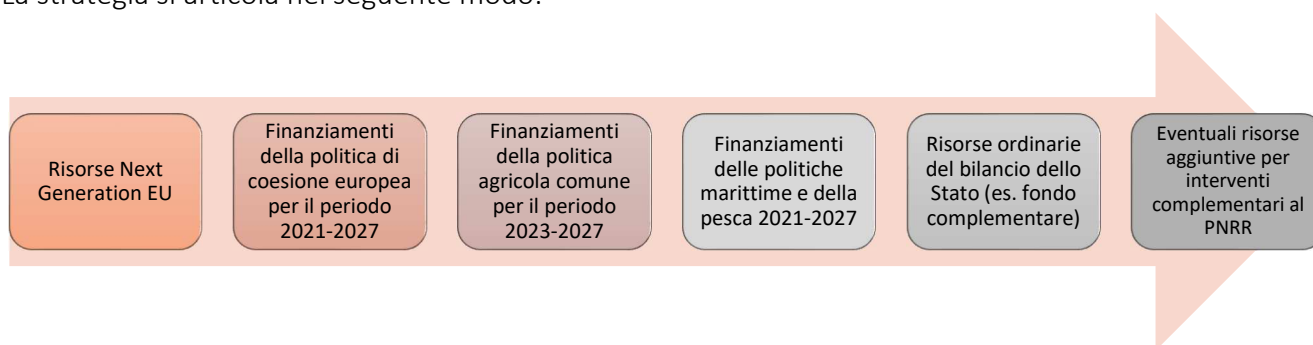 La strategia si articola nel seguente modo:
Risorse Next
Generation EU
Finanziamenti
della politica di
coesione europea
per il periodo
2021-2027
Finanziamenti
della politica
agricola comune
per il periodo
2023-2027
Finanziamenti
delle politiche
marittime e della
pesca 2021-2027
Risorse ordinarie
del bilancio dello
Stato (es. fondo
complementare)
Eventuali risorse
aggiuntive per
interventi
complementari al
PNRR